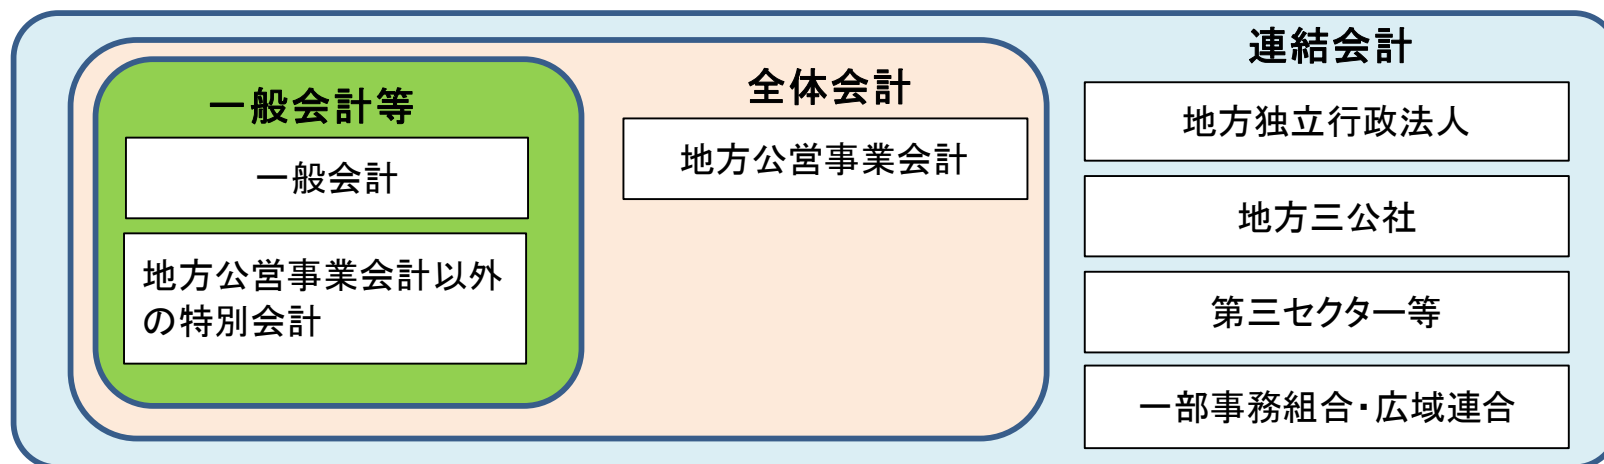 一般会計等
一般会計
地方公営事業会計以外
の特別会計
全体会計
地方公営事業会計
連結会計
地方独立行政法人
地方三公社
第三セクター等
一部事務組合・広域連合